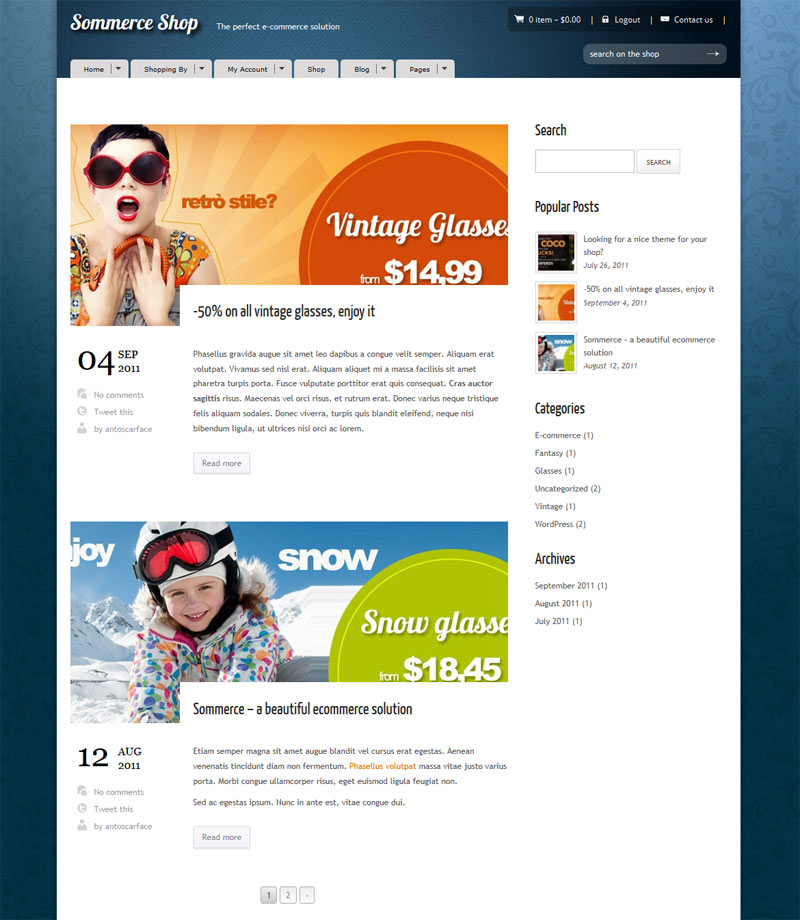 Sommerce Shop
The perfect e-commerce solution
0 item – $0.00 | Logout | Contact us |
search on the shop
Home
Shopping By
My Account
Shop
Blog
Pages
retrò stile?
Vintage Glasses
from $14,99
-50% on all vintage glasses, enjoy it
04 SEP
2011
No comments
Tweet this
by antoscarface
Phasellus gravida augue sit amet leo dapibus a congue velit semper. Aliquam erat
volutpat. Vivamus sed nisl erat. Aliquam aliquet mi a massa facilisis sit amet
pharetra turpis porta. Fusce vulputate porttitor erat quis consequat. Cras auctor
sagittis risus. Maecenas vel orci risus, et rutrum erat. Donec varius neque tristique
felis aliquam sodales. Donec viverra, turpis quis blandit eleifend, neque nisi
bibendum ligula, ut ultrices nisi orci ac lorem.
Read more
njoy
snow
Snow glasse
from $18,45
Sommerce – a beautiful ecommerce solution
12 AUG
2011
No comments
Tweet this
by antoscarface
Etiam semper magna sit amet augue blandit vel cursus erat egestas. Aenean
venenatis tincidunt diam non fermentum. Phasellus volutpat massa vitae justo varius
porta. Morbi congue ullamcorper risus, eget euismod ligula feugiat non.
Sed ac egestas ipsum. Nunc in ante est, vitae congue dui.
Read more
1 2 ›
Search
SEARCH
Popular Posts
COCO
Looking for a nice theme for your
shop?
July 26, 2011
-50% on all vintage glasses, enjoy it
September 4, 2011
Sommerce - a beautiful ecommerce
solution
August 12, 2011
Categories
E-commerce (1)
Fantasy (1)
Glasses (1)
Uncategorized (2)
Vintage (1)
WordPress (2)
Archives
September 2011 (1)
August 2011 (1)
July 2011 (1)